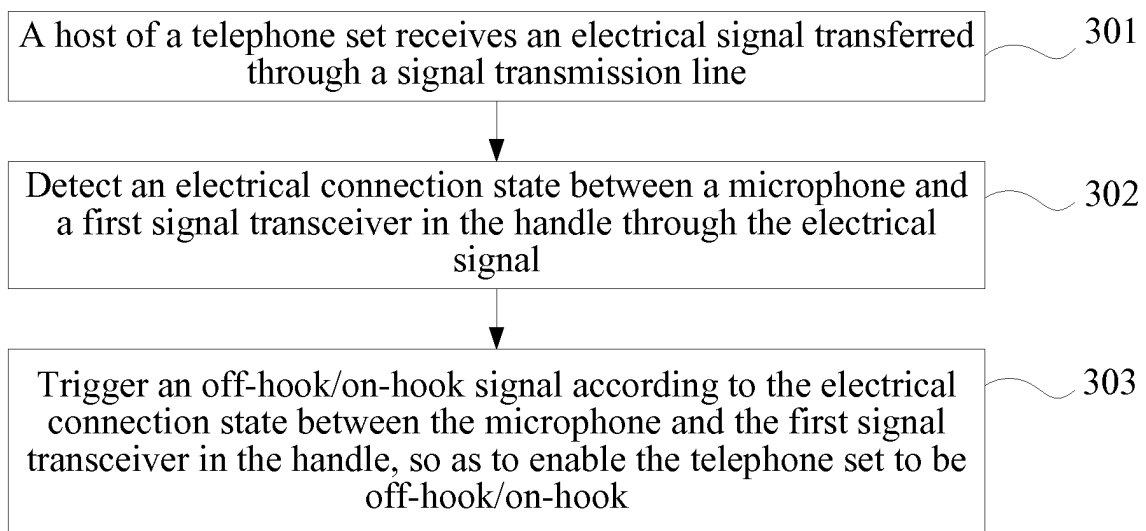 A host of a telephone set receives an electrical signal transferred
through a signal transmission line
301
Detect an electrical connection state between a microphone and
a first signal transceiver in the handle through the electrical
signal
302
Trigger an off-hook/on-hook signal according to the electrical
connection state between the microphone and the first signal
transceiver in the handle, so as to enable the telephone set to be
off-hook/on-hook
303